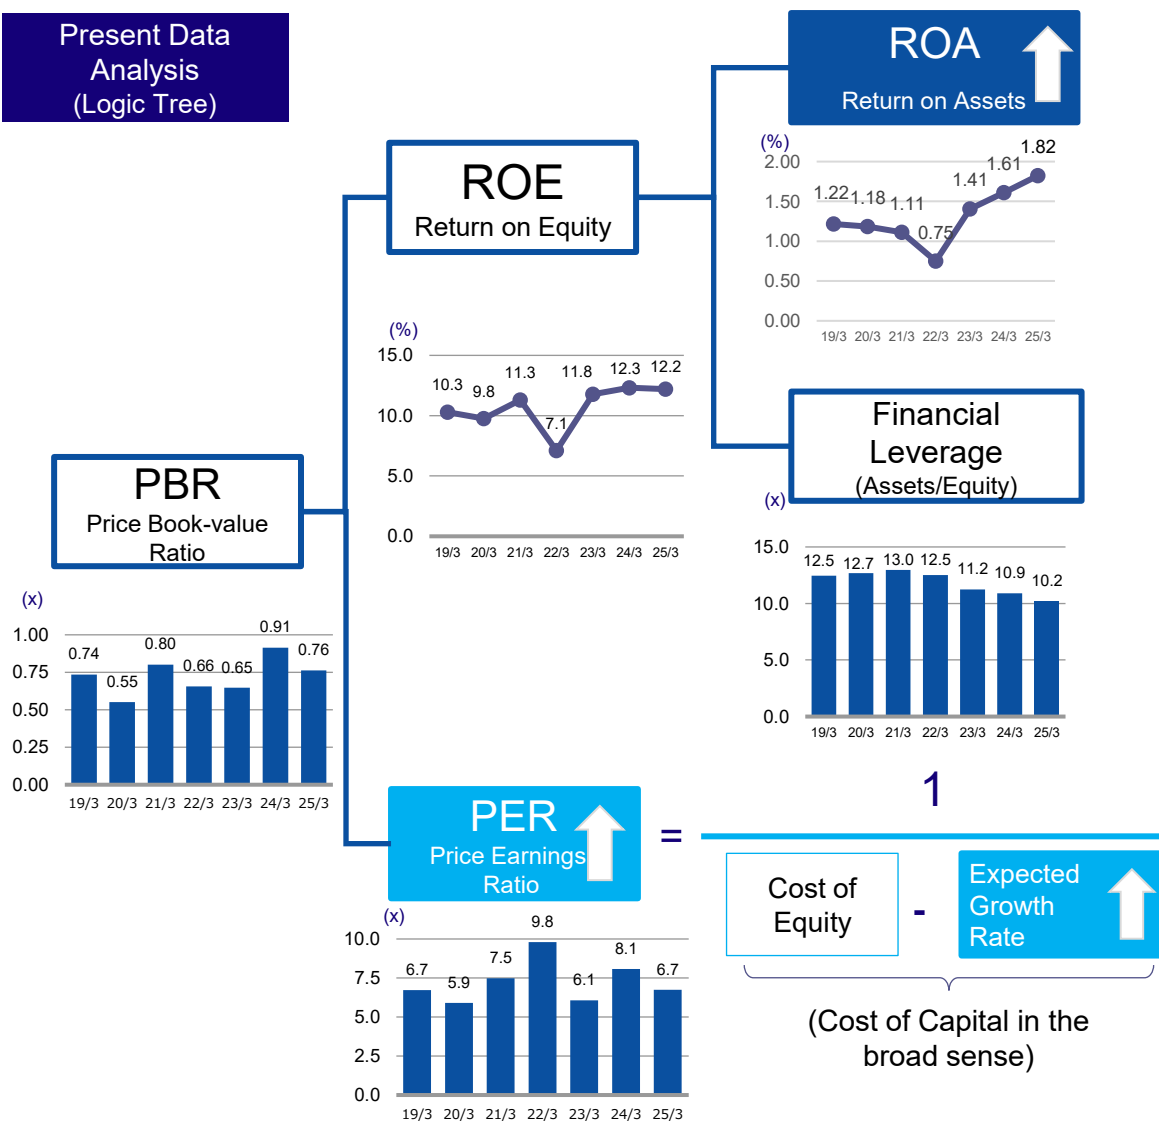 Present Data
Analysis
(Logic Tree)
ROA
Return on Assets
(%)
2.00
1.50
1.00
0.50
0.00
1.22
1.18
1.11
0.75
1.41
1.61
1.82
19/3 20/3 21/3 22/3 23/3 24/3 25/3
ROE
Return on Equity
(%)
15.0
10.0
5.0
0.0
10.3
9.8
11.3
7.1
11.8
12.3
12.2
19/3 20/3 21/3 22/3 23/3 24/3 25/3
Financial
Leverage
(Assets/Equity)
(x)
15.0
10.0
5.0
0.0
12.5 12.7 13.0 12.5 11.2 10.9 10.2
19/3 20/3 21/3 22/3 23/3 24/3 25/3
PBR
Price Book-value
Ratio
(x)
1.00
0.75
0.50
0.25
0.00
0.74
0.55
0.80
0.66
0.65
0.91
0.76
19/3 20/3 21/3 22/3 23/3 24/3 25/3
PER
Price Earnings
Ratio
(x)
10.0
7.5
5.0
2.5
0.0
6.7
5.9
7.5
9.8
6.1
8.1
6.7
19/3 20/3 21/3 22/3 23/3 24/3 25/3
=
1
Cost of
Equity
-
Expected
Growth
Rate
(Cost of Capital in the
broad sense)